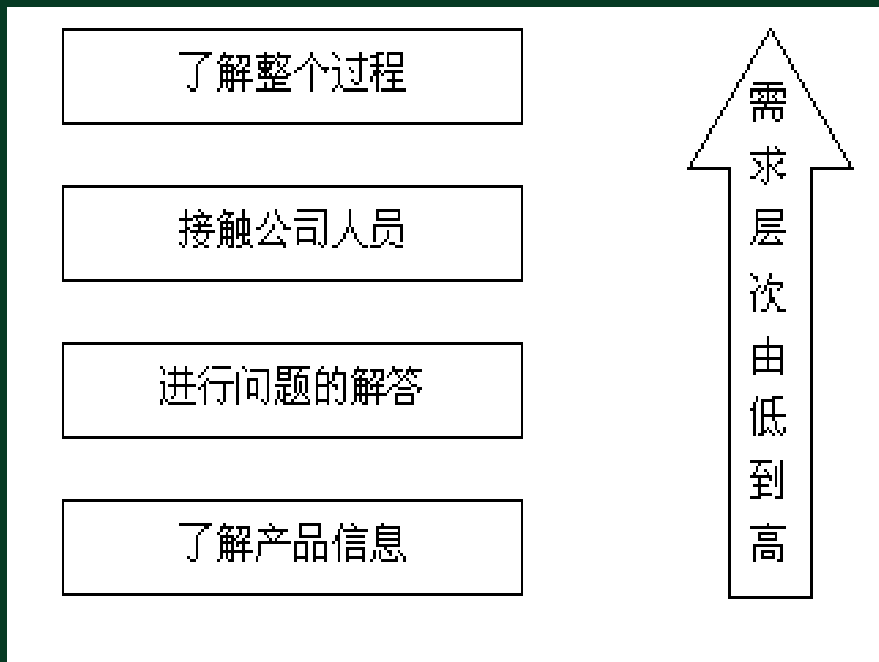 了解整个过程
接触公司人员
进行问题的解答
了解产品信息
需求层次由低到高